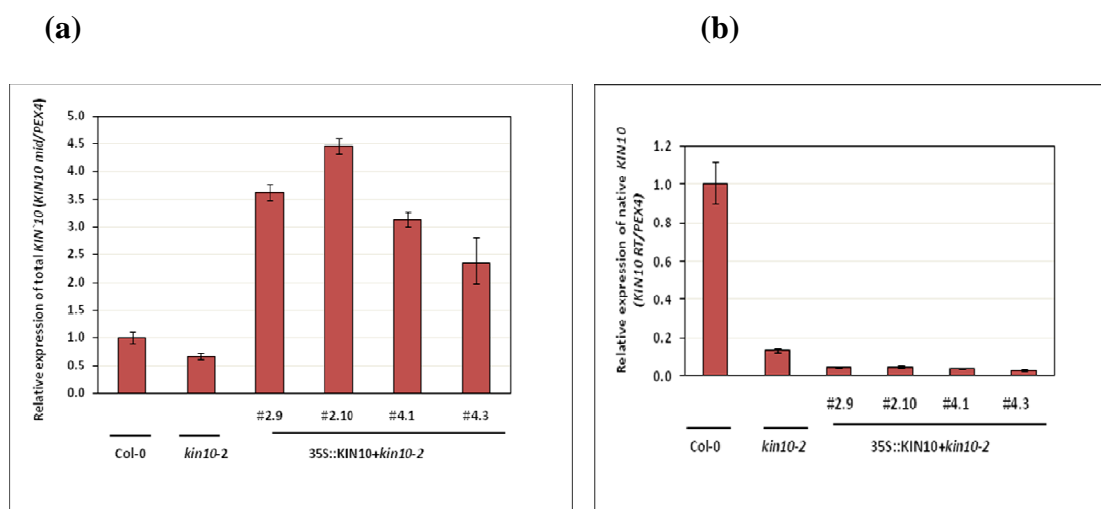 (a)
Relative expression of total KIN`10 (KIN10 mid/PEX4)
5.0
4.5
4.0
3.5
3.0
2.5
2.0
1.5
1.0
0.5
0.0
#2.9 #2.10 #4.1 #4.3
Col-0 kin10-2 35S::KIN10+kin10-2
(b)
Relative expression of native KIN10
(KIN10 RT/PEX4)
1.2
1.0
0.8
0.6
0.4
0.2
0.0
#2.9 #2.10 #4.1 #4.3
Col-0 kin10-2 35S::KIN10+kin10-2